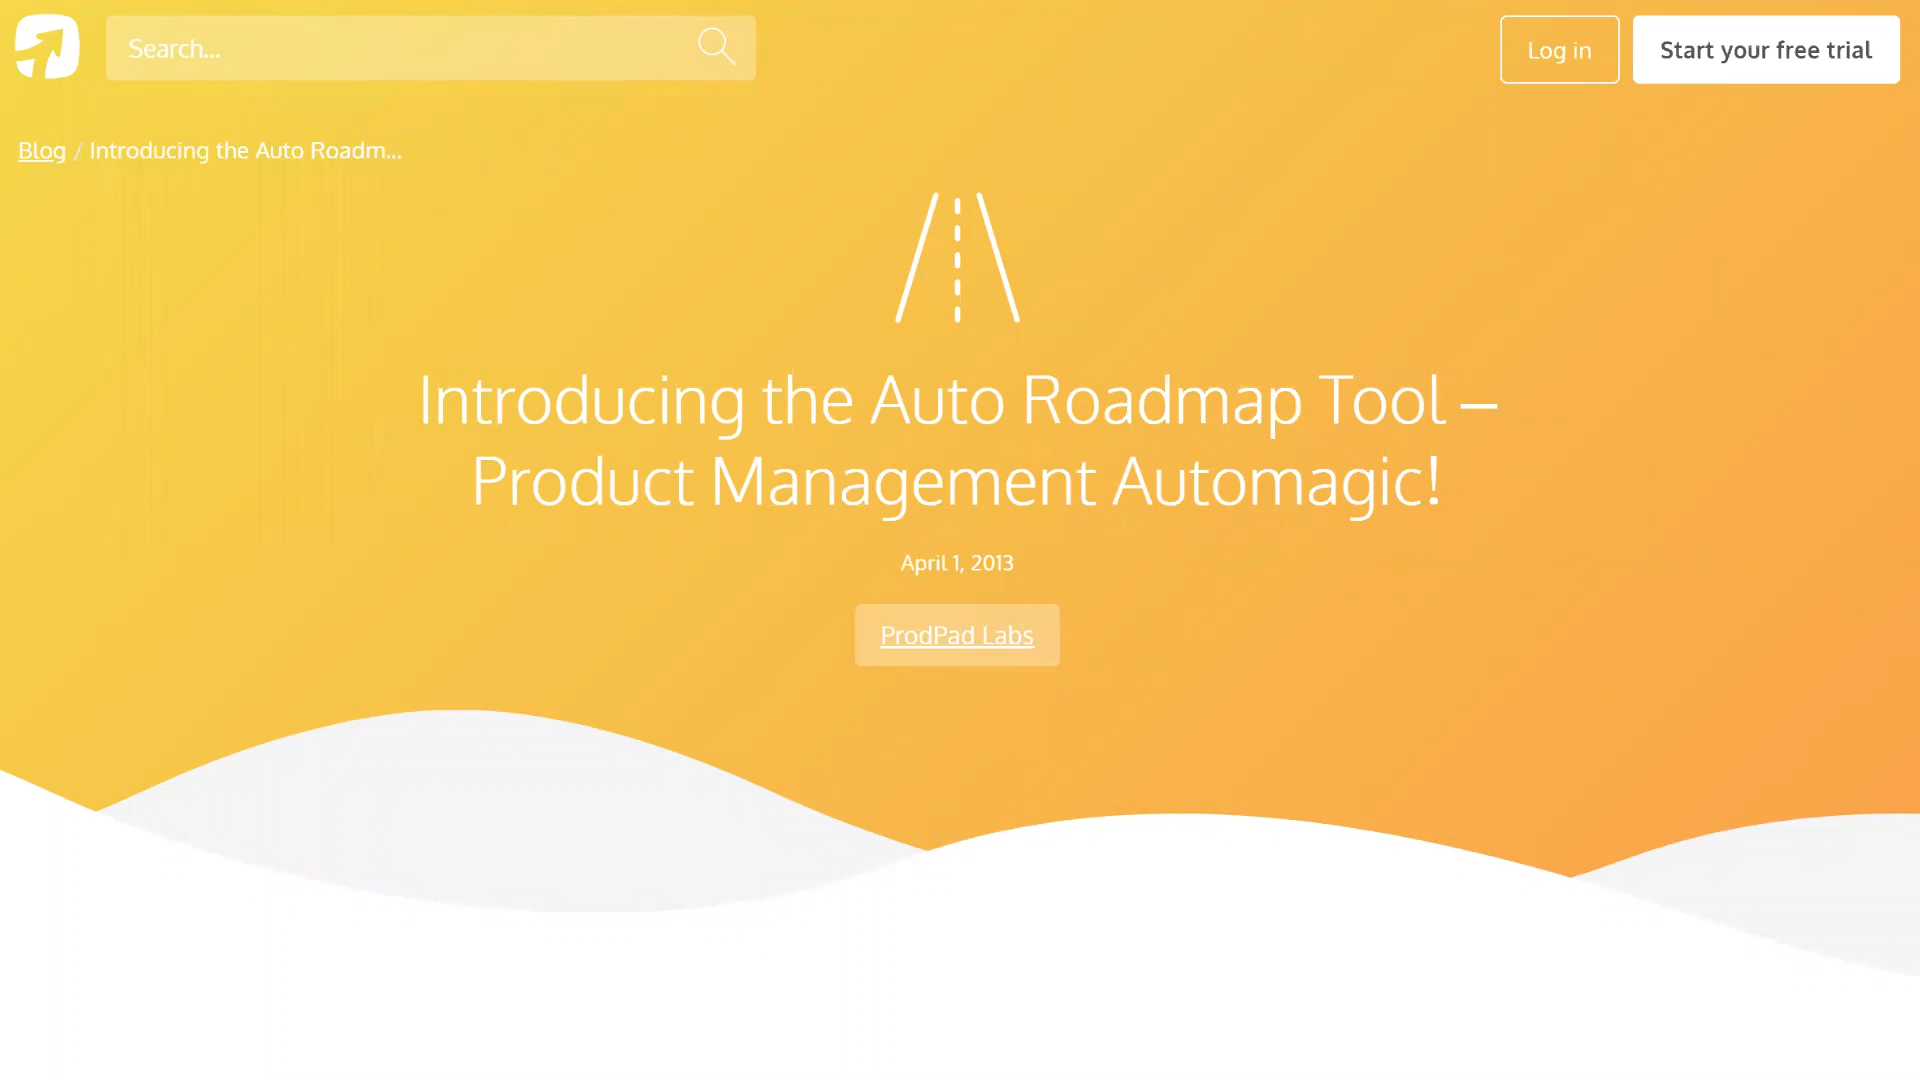 Search...
Log in
Start your free trial
Blog / Introducing the Auto Roadm...
Introducing the Auto Roadmap Tool –
Product Management Automagic!
April 1, 2013
ProdPad Labs